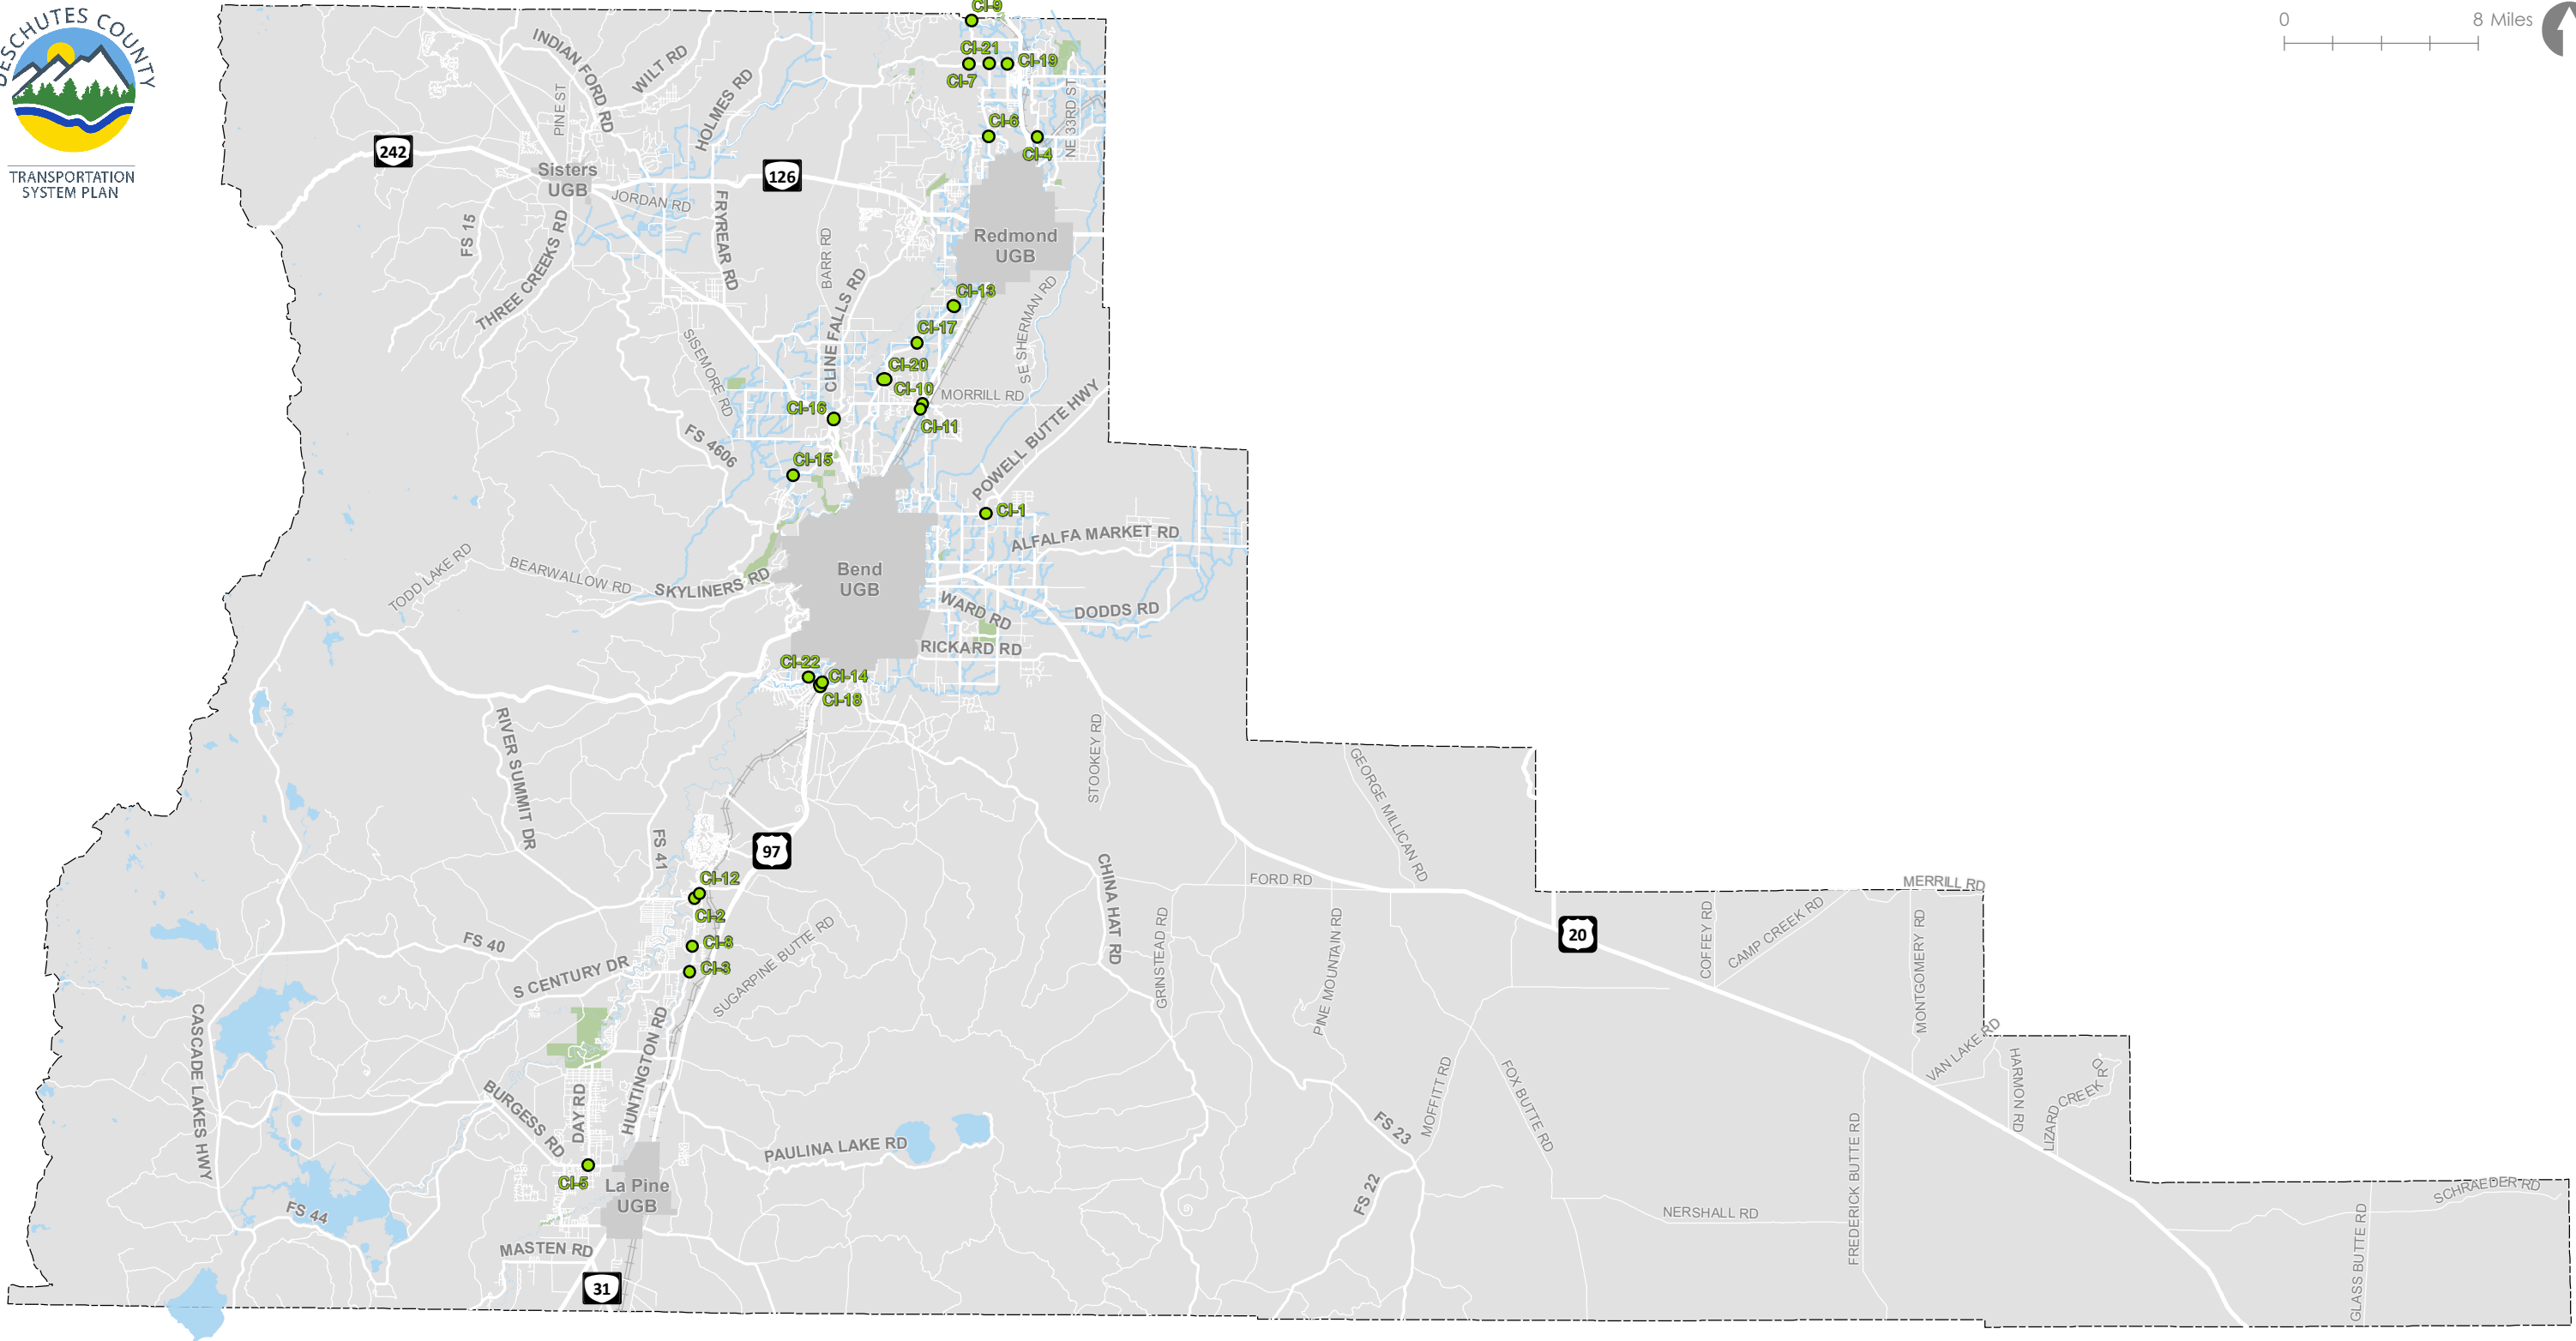 DESCHUTES COUNTY
TRANSPORTATION
SYSTEM PLAN
0 8 Miles
CI-9
CI-21
CI-19
CI-7
CI-6
CI-4
NE 33RD ST
INDIAN FORD RD
WILT RD
HOLMES RD
PINE ST
242
126
Sisters
UGB
JORDAN RD
FS 15
THREE CREEKS RD
FRYREAR RD
BARR RD
CLINE FALLS RD
Redmond
UGB
SE SHERMAN RD
CI-13
CI-17
CI-20
CI-10
MORRILL RD
CI-16
CI-11
SISEMORE RD
FS 4606
POWELL BUTTE HWY
CI-15
CI-1
ALFALFA MARKET RD
Bend
UGB
TODD LAKE RD
BEARWALLOW RD
SKYLINERS RD
WARD RD
DODDS RD
RICKARD RD
CI-22
CI-14
CI-18
RIVER SUMMIT DR
STOOKEY RD
GEORGE MILLICAN RD
FS 41
97
CHINA HAT RD
FORD RD
MERRILL RD
CI-12
CI-2
CI-8
CI-3
FS 40
S CENTURY DR
SUGARPINE BUTTE RD
GRINSTEAD RD
PINE MOUNTAIN RD
20
COFFEY RD
CAMP CREEK RD
MONTGOMERY RD
CASCADE LAKES HWY
HUNTINGTON RD
VAN LAKE RD
HARMON RD
LIZARD CREEK RD
BURGESS RD
DAY RD
MOFFITT RD
FOX BUTTE RD
FS 23
PAULINA LAKE RD
CI-5
La Pine
UGB
FS 22
FS 44
NERSHALL RD
FREDERICK BUTTE RD
SCHRAEDER RD
GLASS BUTTE RD
MASTEN RD
31